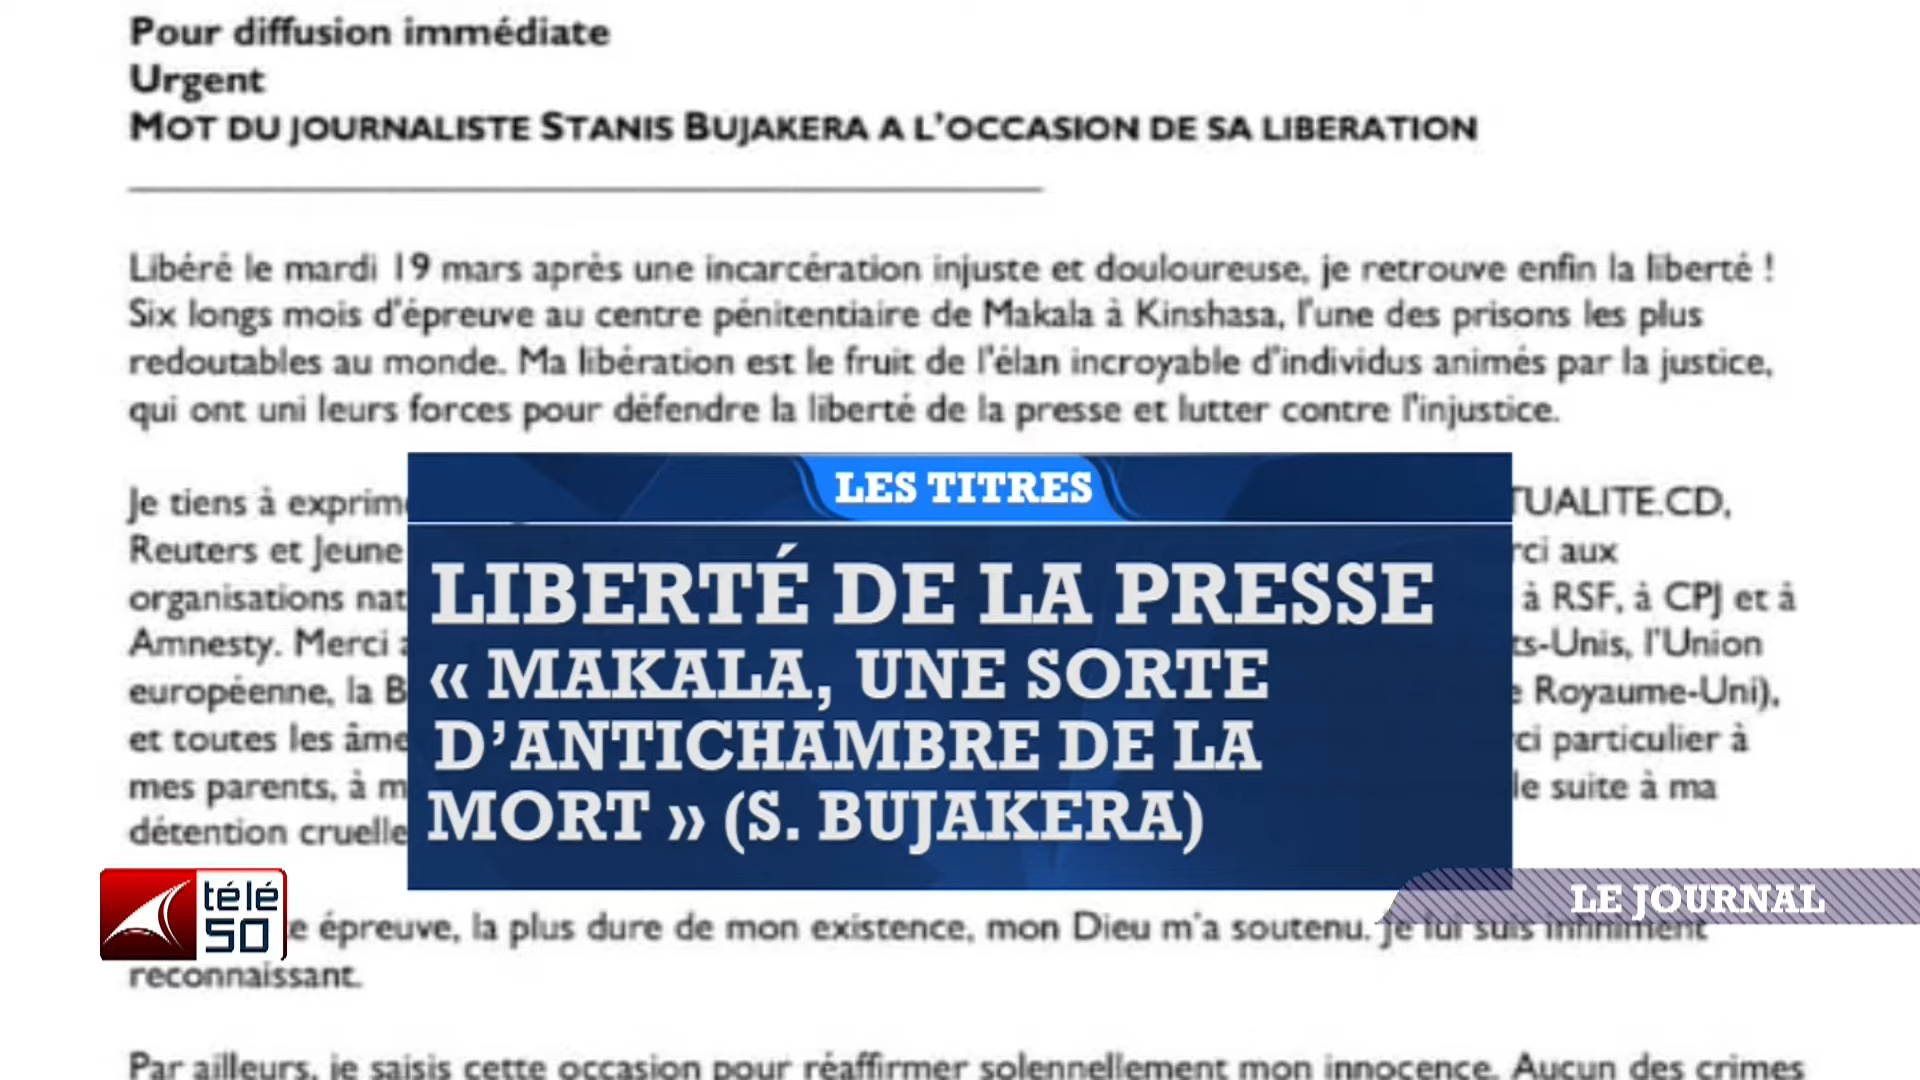 Pour diffusion immédiate
Urgent
MOT DU JOURNALISTE STANIS BUJAKERA A L'OCCASION DE SA LIBERATION
Libéré le mardi 19 mars après une incarcération injuste et douloureuse, je retrouve enfin la liberté !
Six longs mois d'épreuve au centre pénitentiaire de Makala à Kinshasa, l'une des prisons les plus
redoutables au monde. Ma libération est le fruit de l'élan incroyable d'individus animés par la justice,
qui ont uni leurs forces pour défendre la liberté de la presse et lutter contre l'injustice.
Je tiens à exprim TUALITE.CD,
Reuters et Jeune rci aux
organisations nat à RSF, à CPJ et à
Amnesty. Merci ts-Unis, l'Union
européenne, la B Royaume-Uni),
et toutes les âme ci particulier à
mes parents, à m le suite à ma
détention cruelle
LES TITRES
LIBERTÉ DE LA PRESSE
« MAKALA, UNE SORTE
D'ANTICHAMBRE DE LA
MORT » (S. BUJAKERA)
LE JOURNAL
télé
50
e épreuve, la plus dure de mon existence, mon Dieu m'a soutenu. Je lui suis infiniment
reconnaissant.
Par ailleurs, je saisis cette occasion pour réaffirmer solennellement mon innocence. Aucun des crimes